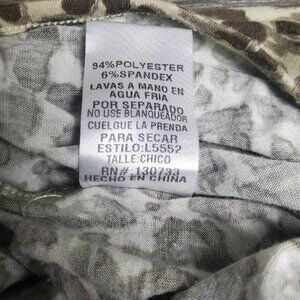 94%POLYESTER
6%SPANDEX
LAVAS A MANO EN
AGUA FRIA
POR SEPARADO
NO USE BLANQUEADOR
CUELGUE LA PRENDA
PARA SECAR
ESTILO:L5552
TALLE:CHICO
RN# 130733
HECHO EN CHINA